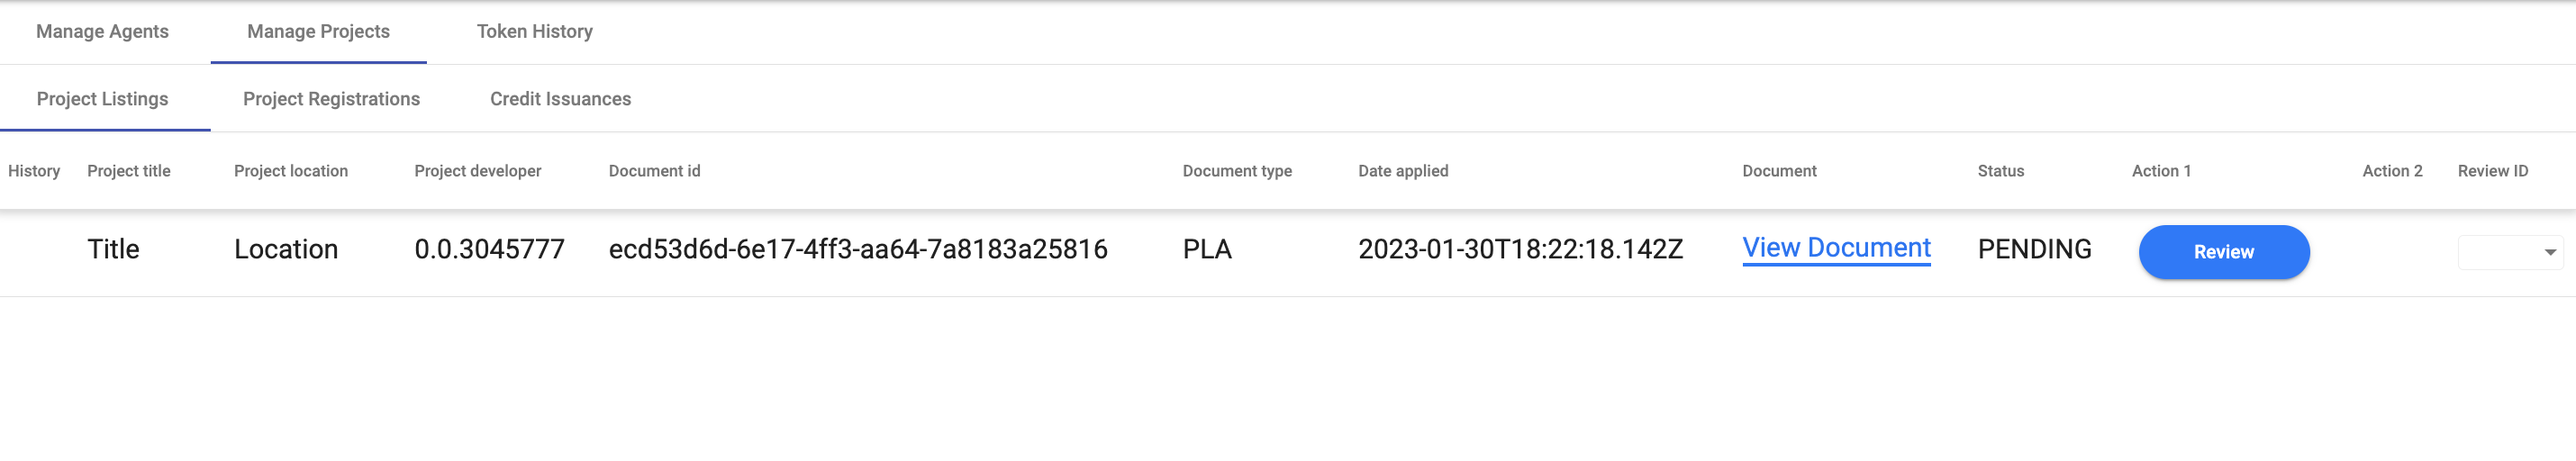 Manage Agents Manage Projects Token History
Project Listings Project Registrations Credit Issuances
History Project title Project location Project developer Document id Document type Date applied Document Status Action 1 Action 2 Review ID
Title Location 0.0.3045777 ecd53d6d-6e17-4ff3-aa64-7a8183a25816 PLA 2023-01-30T18:22:18.142Z View Document PENDING Review